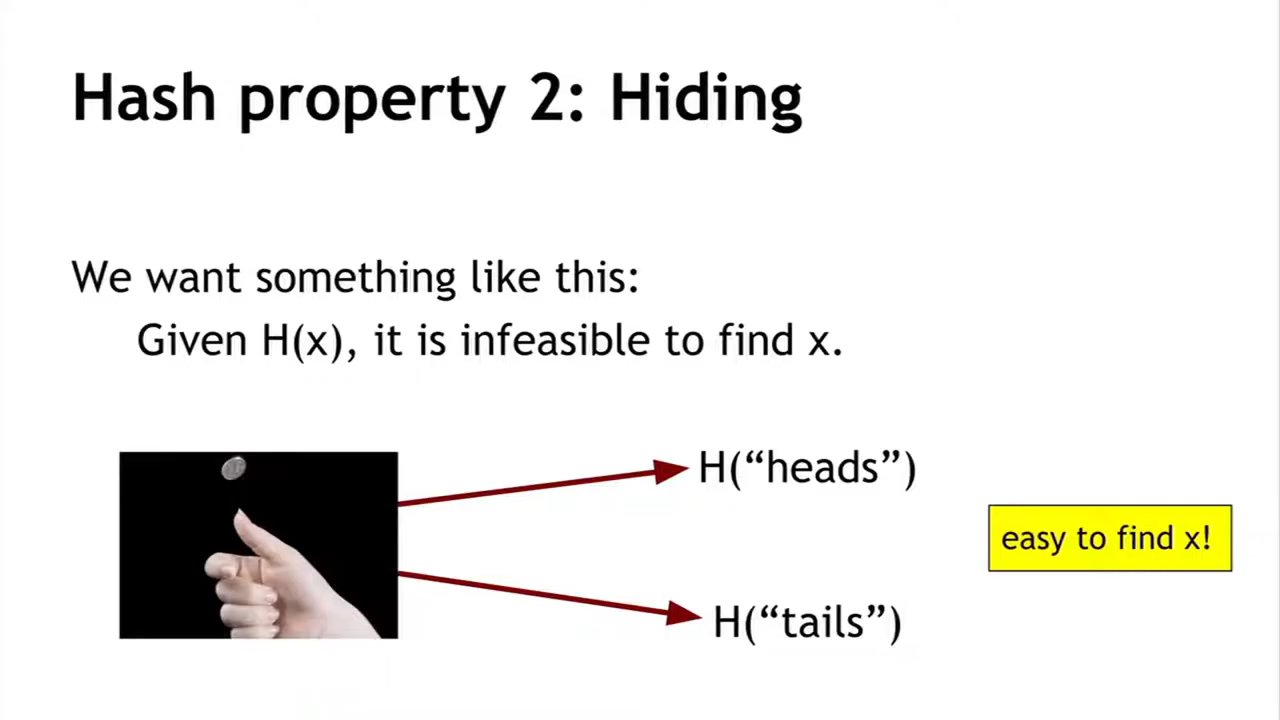 Hash property 2: Hiding
We want something like this:
Given H(x), it is infeasible to find x.
H(“heads”)
easy to find x!
H(“tails”)